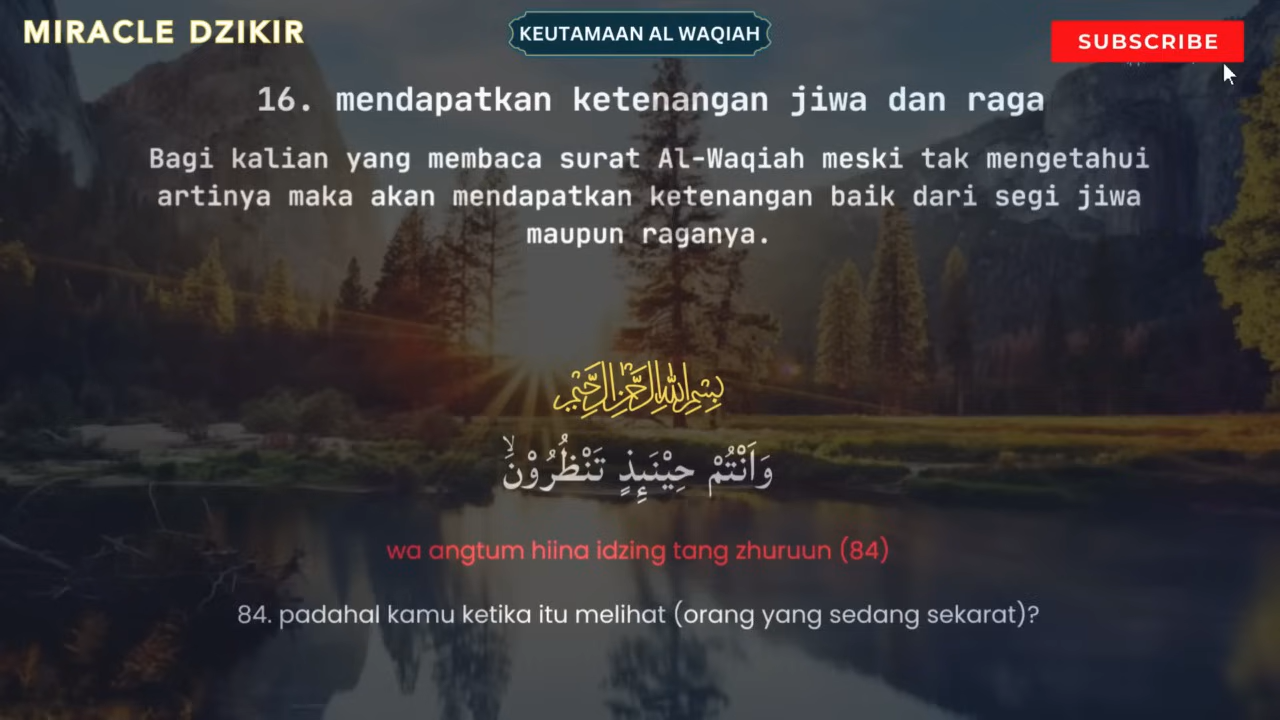 MIRACLE DZIKIR
KEUTAMAAN AL WAQIAH
SUBSCRIBE
16. mendapatkan ketenangan jiwa dan raga
Bagi kalian yang membaca surat Al-Waqiah meski tak mengetahui
artinya maka akan mendapatkan ketenangan baik dari segi jiwa
maupun raganya.
بِسْمِ اللَّهِ الرَّحْمَٰنِ الرَّحِيمِ
وَاَنْتُمْ حِيْنَىِٕذٍ تَنْظُرُوْنَۙ
wa angtum hiina idzing tang zhuruun (84)
84. padahal kamu ketika itu melihat (orang yang sedang sekarat)?